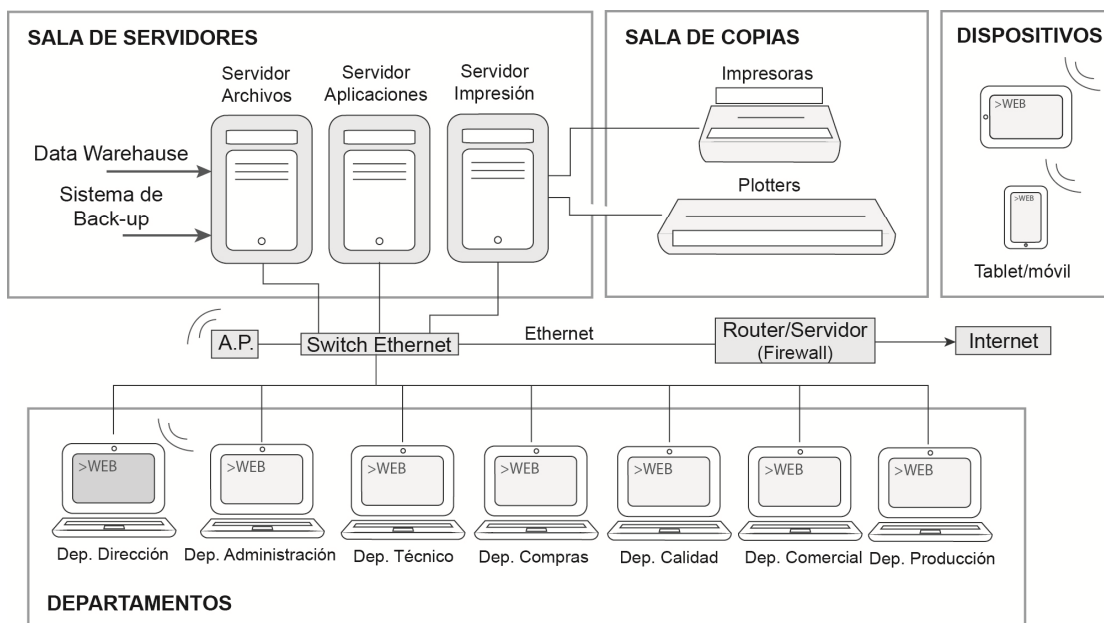 SALA DE SERVIDORES
Servidor
Archivos
Servidor
Aplicaciones
Servidor
Impresión
Data Warehause
Sistema de
Back-up
SALA DE COPIAS
Impresoras
Plotters
DISPOSITIVOS
>WEB
>WEB
Tablet/móvil
A.P.
Switch Ethernet
Ethernet
Router/Servidor
(Firewall)
Internet
>WEB
>WEB
>WEB
>WEB
>WEB
>WEB
>WEB
Dep. Dirección
Dep. Administración
Dep. Técnico
Dep. Compras
Dep. Calidad
Dep. Comercial
Dep. Producción
DEPARTAMENTOS